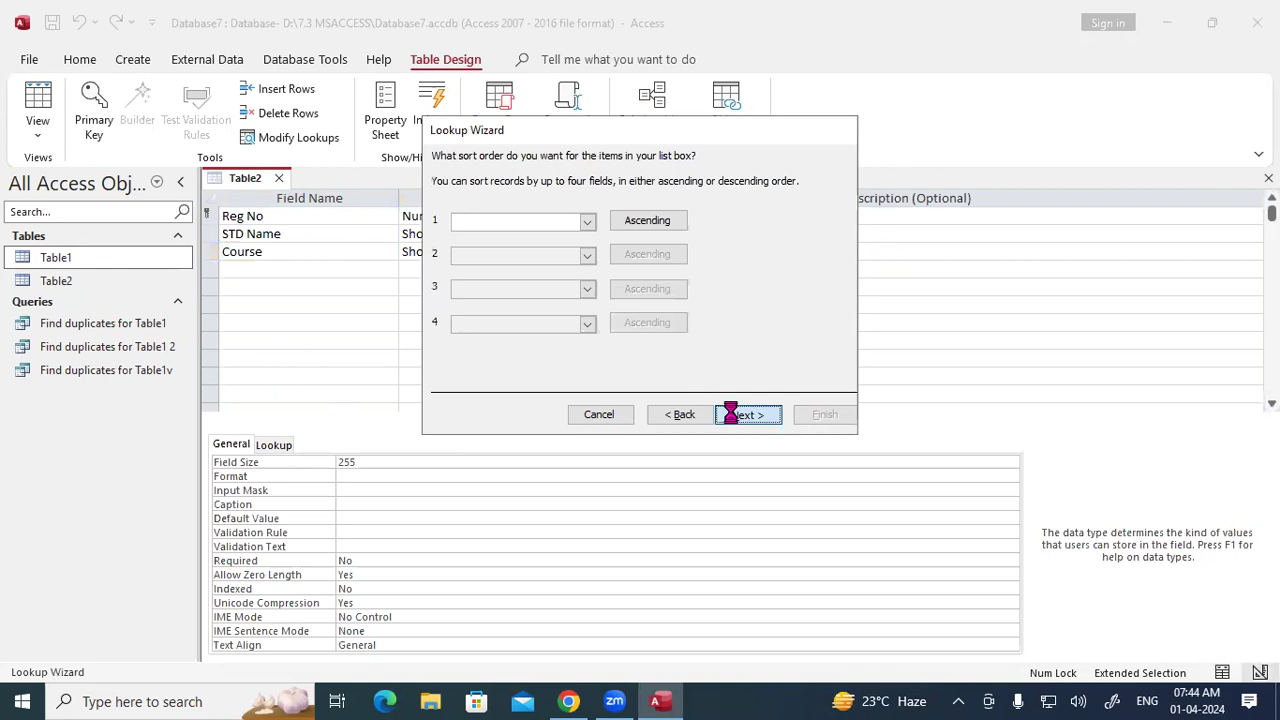 Database7 : Database- D:\7.3 MSACCESS\Database7.accdb (Access 2007 - 2016 file format) - Access
Sign in
File Home Create External Data Database Tools Help Table Design Tell me what you want to do
View
Views
Primary
Key
Builder
Test Validation
Rules
Insert Rows
Delete Rows
Modify Lookups
Tools
Property
Sheet
All Access Obj...
Search...
Tables
Table1
Table2
Queries
Find duplicates for Table1
Find duplicates for Table1 2
Find duplicates for Table1v
Table2
Field Name
Reg No
STD Name
Course
Lookup Wizard
What sort order do you want for the items in your list box?
You can sort records by up to four fields, in either ascending or descending order.
1 Ascending
2 Ascending
3 Ascending
4 Ascending
Cancel < Back Next > Finish
General Lookup
Field Size 255
Format
Input Mask
Caption
Default Value
Validation Rule
Validation Text
Required No
Allow Zero Length Yes
Indexed No
Unicode Compression Yes
IME Mode No Control
IME Sentence Mode None
Text Align General
The data type determines the kind of values
that users can store in the field. Press F1 for
help on data types.
Lookup Wizard
Num Lock Extended Selection
Type here to search
zm
23°C Haze
ENG
07:44 AM
01-04-2024